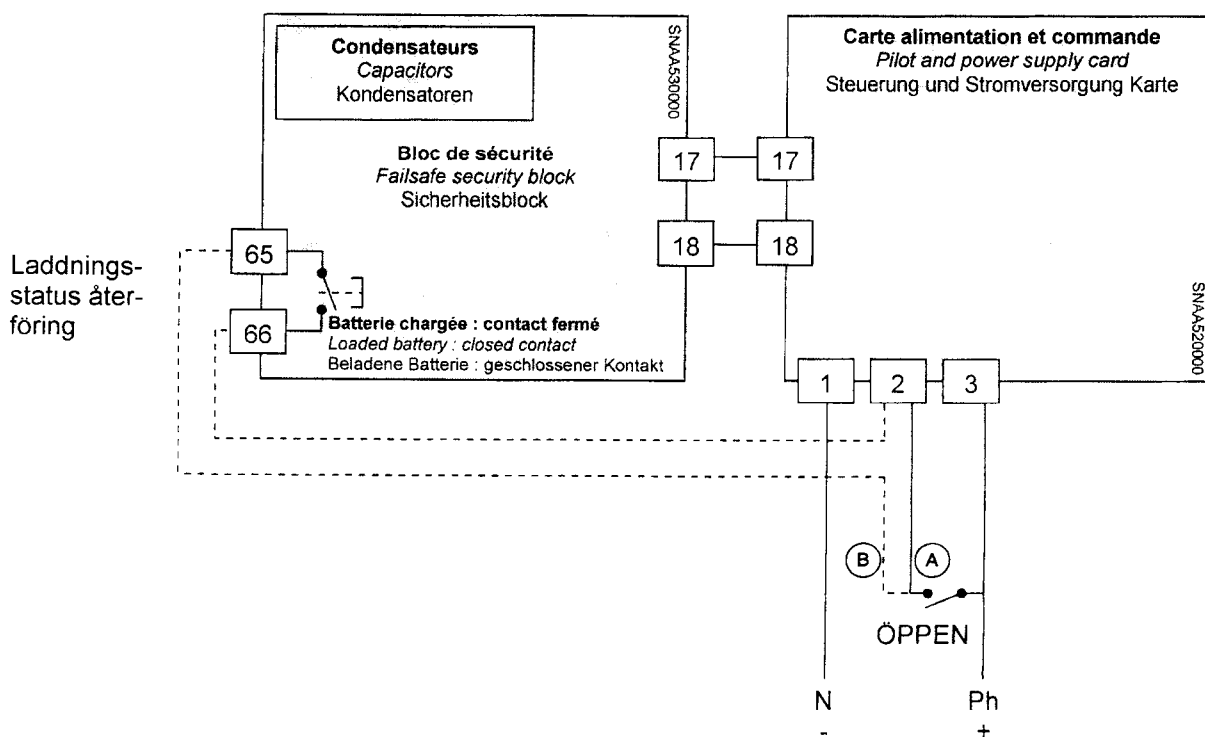 Condensateurs
Capacitors
Kondensatoren
SNAA530000
Carte alimentation et commande
Pilot and power supply card
Steuerung und Stromversorgung Karte
Bloc de sécurité
Failsafe security block
Sicherheitsblock
17
17
18
18
65
66
Laddnings-
status åter-
föring
Batterie chargée : contact fermé
Loaded battery : closed contact
Beladene Batterie : geschlossener Kontakt
SNAA520000
1
2
3
B
A
ÖPPEN
N
-
Ph
+